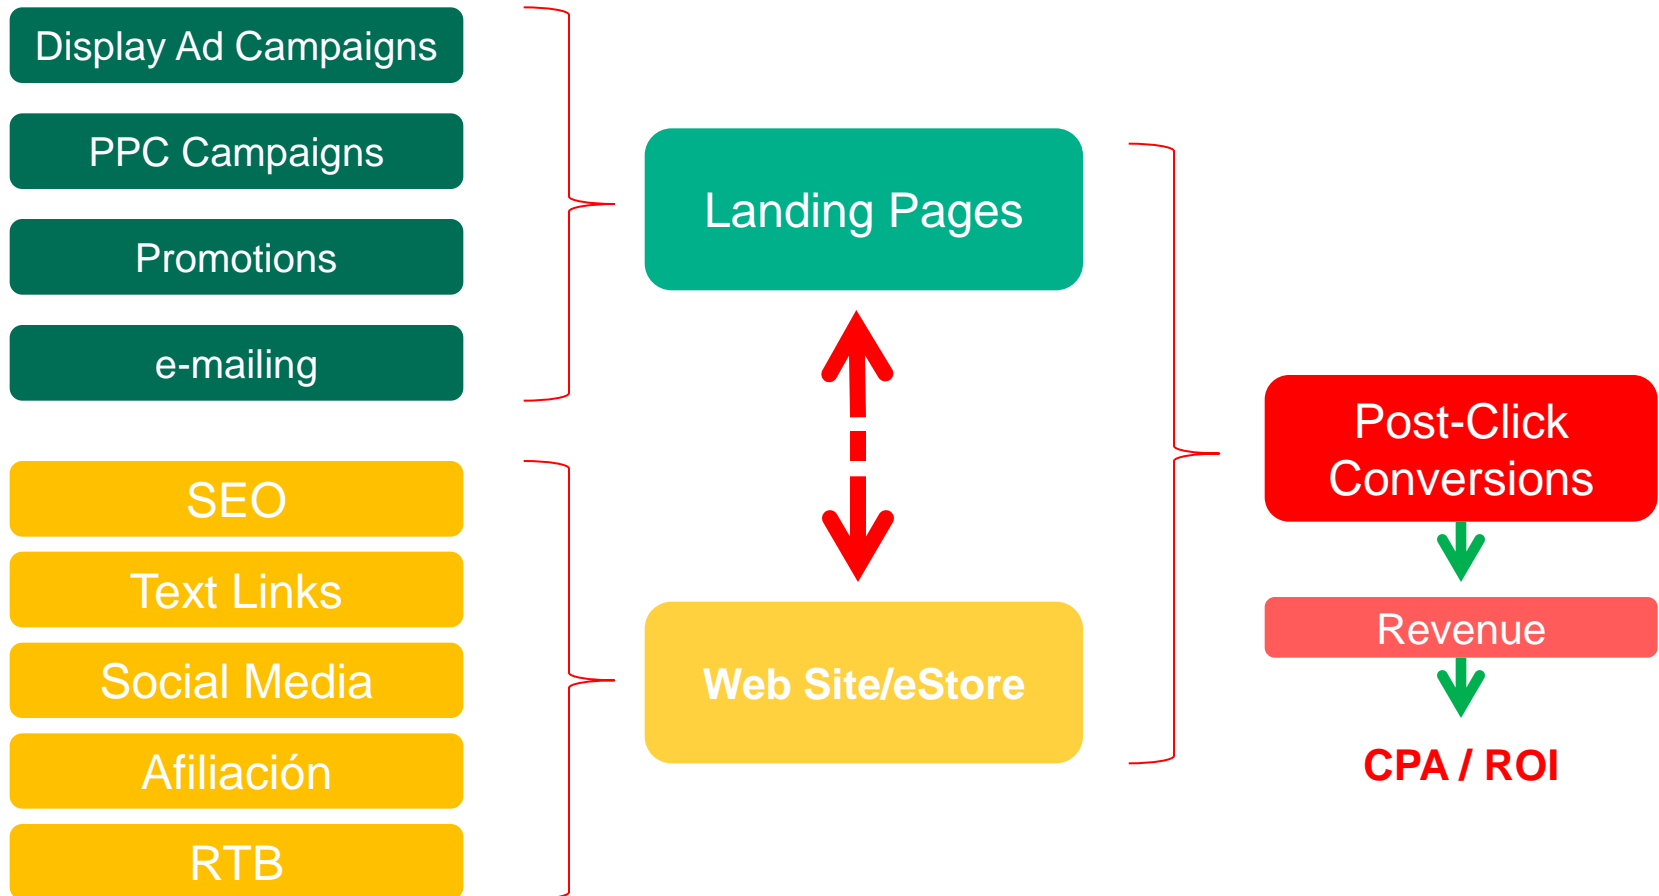 Display Ad Campaigns
PPC Campaigns
Promotions
e-mailing
SEO
Text Links
Social Media
Afiliación
RTB
Landing Pages
Web Site/eStore
Post-Click
Conversions
Revenue
CPA / ROI